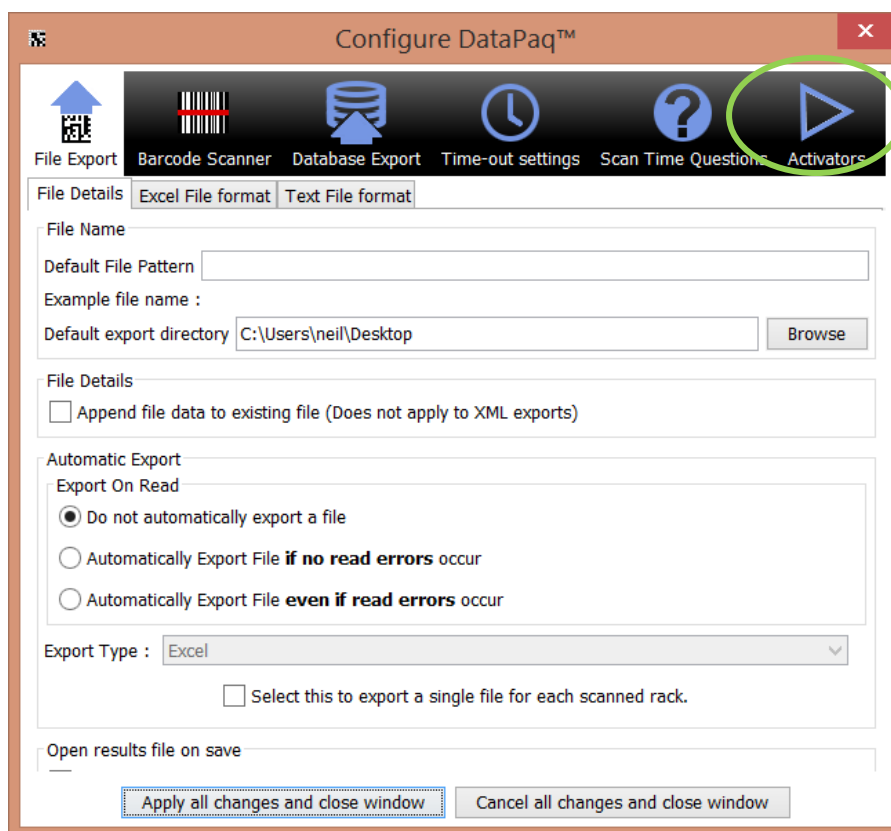 Configure DataPaq™
File Export Barcode Scanner Database Export Time-out settings Scan Time Questions Activators
File Details Excel File format Text File format
File Name
Default File Pattern
Example file name :
Default export directory C:\Users\neil\Desktop Browse
File Details
Append file data to existing file (Does not apply to XML exports)
Automatic Export
Export On Read
Do not automatically export a file
Automatically Export File if no read errors occur
Automatically Export File even if read errors occur
Export Type : Excel
Select this to export a single file for each scanned rack.
Open results file on save
Apply all changes and close window Cancel all changes and close window